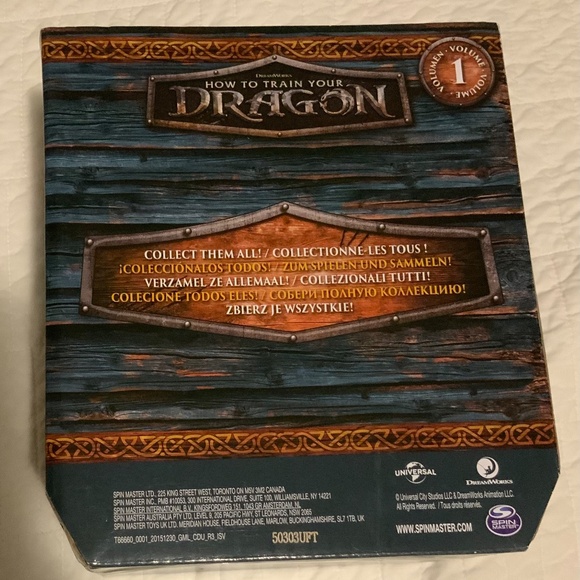 DREAMWORKS
HOW TO TRAIN YOUR
DRAGON
VOLUMEN · VOLUME · VOLUME ·
1
COLLECT THEM ALL! / COLLECTIONNE-LES TOUS !
¡COLECCIÓNALOS TODOS! / ZUM SPIELEN UND SAMMELN!
VERZAMEL ZE ALLEMAAL! / COLLEZIONALI TUTTI!
COLECIONE TODOS ELES! / СОБЕРИ ПОЛНУЮ КОЛЛЕКЦИЮ!
ZBIERZ JE WSZYSTKIE!
SPIN MASTER LTD., 225 KING STREET WEST, TORONTO ON M5V 3M2 CANADA
SPIN MASTER INC., PMB #10053, 300 INTERNATIONAL DRIVE, SUITE 100, WILLIAMSVILLE, NY 14221
SPIN MASTER INTERNATIONAL B.V., KINGSFORDWEG 151, 1043 GR AMSTERDAM, NL
SPIN MASTER AUSTRALIA PTY LTD, LEVEL 9, 205 PACIFIC HWY, ST LEONARDS, NSW 2065
SPIN MASTER TOYS UK LTD. MERIDIAN HOUSE, FIELDHOUSE LANE, MARLOW, BUCKINGHAMSHIRE, SL7 1TB, UK
T66660_0001_20151230_GML_CDU_R3_ISV
50303UFT
UNIVERSAL
DREAMWORKS
© Universal City Studios LLC & DreamWorks Animation LLC.
All Rights Reserved. / Tous droits réservés.
WWW.SPINMASTER.COM
SPIN
MASTER